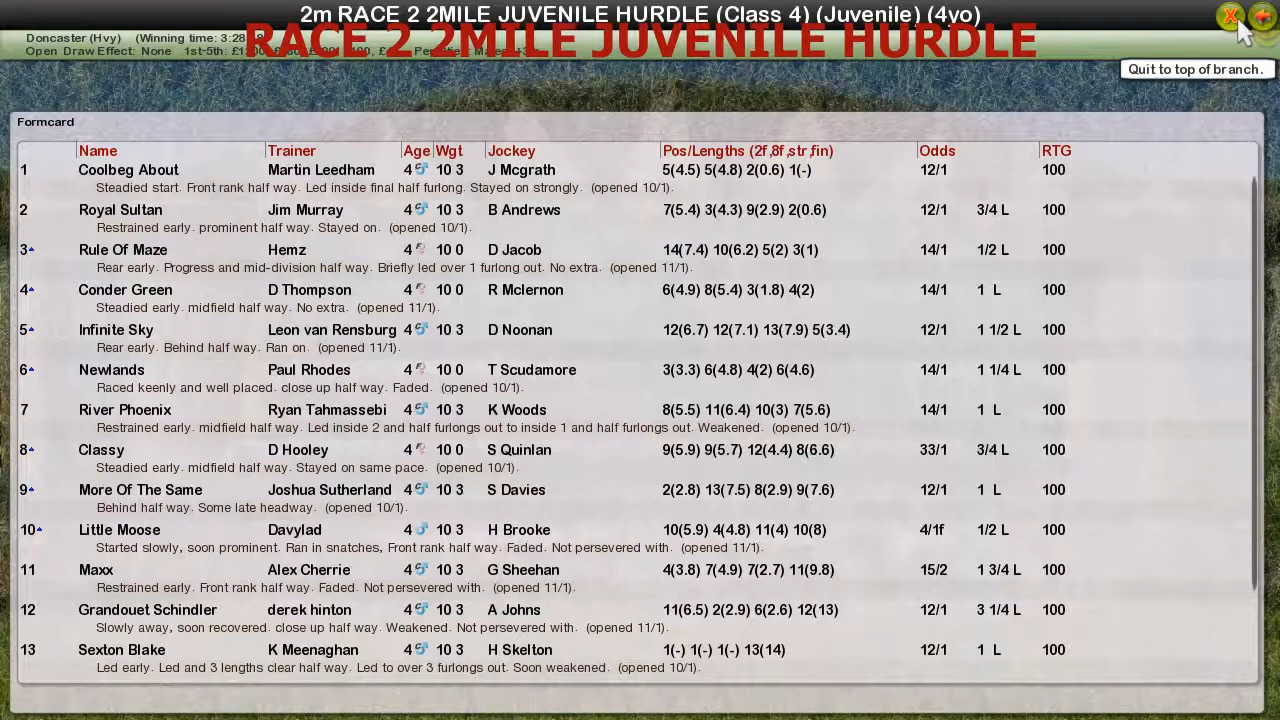 2m RACE 2 2MILE JUVENILE HURDLE (Class 4) (Juvenile) (4yo)
RACE 2 2MILE JUVENILE HURDLE
Doncaster (Hvy) (Winning time: 3:28
Open Draw Effect: None 1st-5th:
Quit to top of branch.
Formcard
Name Trainer Age Wgt Jockey Pos/Lengths (2f,8f,str,fin) Odds RTG
1 Coolbeg About Martin Leedham 4 10 3 J Mcgrath 5(4.5) 5(4.8) 2(0.6) 1(-) 12/1 100
Steadied start. Front rank half way. Led inside final half furlong. Stayed on strongly. (opened 10/1).
2 Royal Sultan Jim Murray 4 10 3 B Andrews 7(5.4) 3(4.3) 9(2.9) 2(0.6) 12/1 3/4 L 100
Restrained early. prominent half way. Stayed on. (opened 10/1).
3 Rule Of Maze Hemz 4 10 0 D Jacob 14(7.4) 10(6.2) 5(2) 3(1) 14/1 1/2 L 100
Rear early. Progress and mid-division half way. Briefly led over 1 furlong out. No extra. (opened 11/1).
4 Conder Green D Thompson 4 10 0 R Mclernon 6(4.9) 8(5.4) 3(1.8) 4(2) 14/1 1 L 100
Steadied early. midfield half way. No extra. (opened 11/1).
5 Infinite Sky Leon van Rensburg 4 10 3 D Noonan 12(6.7) 12(7.1) 13(7.9) 5(3.4) 12/1 1 1/2 L 100
Rear early. Behind half way. Ran on. (opened 11/1).
6 Newlands Paul Rhodes 4 10 0 T Scudamore 3(3.3) 6(4.8) 4(2) 6(4.6) 14/1 1 1/4 L 100
Raced keenly and well placed. close up half way. Faded. (opened 10/1).
7 River Phoenix Ryan Tahmassebi 4 10 3 K Woods 8(5.5) 11(6.4) 10(3) 7(5.6) 14/1 1 L 100
Restrained early. midfield half way. Led inside 2 and half furlongs out to inside 1 and half furlongs out. Weakened. (opened 10/1).
8 Classy D Hooley 4 10 0 S Quinlan 9(5.9) 9(5.7) 12(4.4) 8(6.6) 33/1 3/4 L 100
Steadied early. midfield half way. Stayed on same pace. (opened 10/1).
9 More Of The Same Joshua Sutherland 4 10 3 S Davies 2(2.8) 13(7.5) 8(2.9) 9(7.6) 12/1 1 L 100
Behind half way. Some late headway. (opened 10/1).
10 Little Moose Davylad 4 10 3 H Brooke 10(5.9) 4(4.8) 11(4) 10(8) 4/1f 1/2 L 100
Started slowly, soon prominent. Ran in snatches, Front rank half way. Faded. Not persevered with. (opened 11/1).
11 Maxx Alex Cherrie 4 10 3 G Sheehan 4(3.8) 7(4.9) 7(2.7) 11(9.8) 15/2 1 3/4 L 100
Restrained early. Front rank half way. Faded. Not persevered with. (opened 11/1).
12 Grandouet Schindler derek hinton 4 10 3 A Johns 11(6.5) 2(2.9) 6(2.6) 12(13) 12/1 3 1/4 L 100
Slowly away, soon recovered. close up half way. Weakened. Not persevered with. (opened 11/1).
13 Sexton Blake K Meenaghan 4 10 3 H Skelton 1(-) 1(-) 1(-) 13(14) 12/1 1 L 100
Led early. Led and 3 lengths clear half way. Led to over 3 furlongs out. Soon weakened. (opened 10/1).